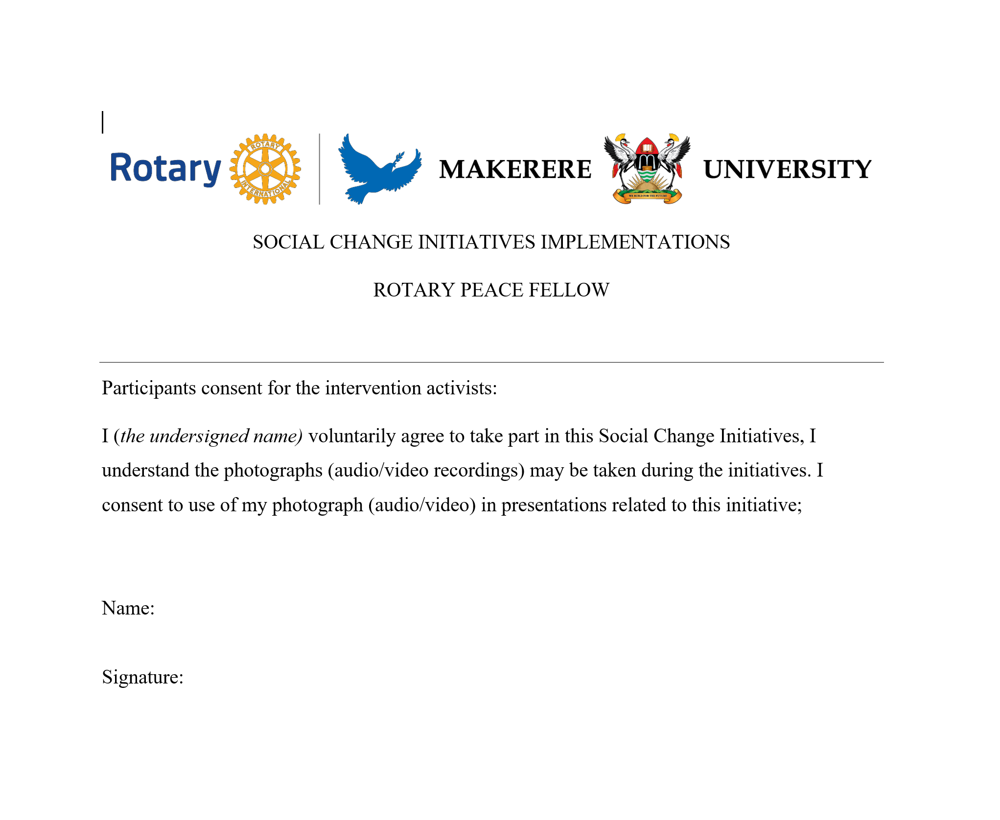 Rotary
ROTARY
INTERNATIONAL
MAKERERE
WE BUILD FOR THE FUTURE
UNIVERSITY
SOCIAL CHANGE INITIATIVES IMPLEMENTATIONS
ROTARY PEACE FELLOW
Participants consent for the intervention activists:
I (the undersigned name) voluntarily agree to take part in this Social Change Initiatives, I
understand the photographs (audio/video recordings) may be taken during the initiatives. I
consent to use of my photograph (audio/video) in presentations related to this initiative;
Name:
Signature: